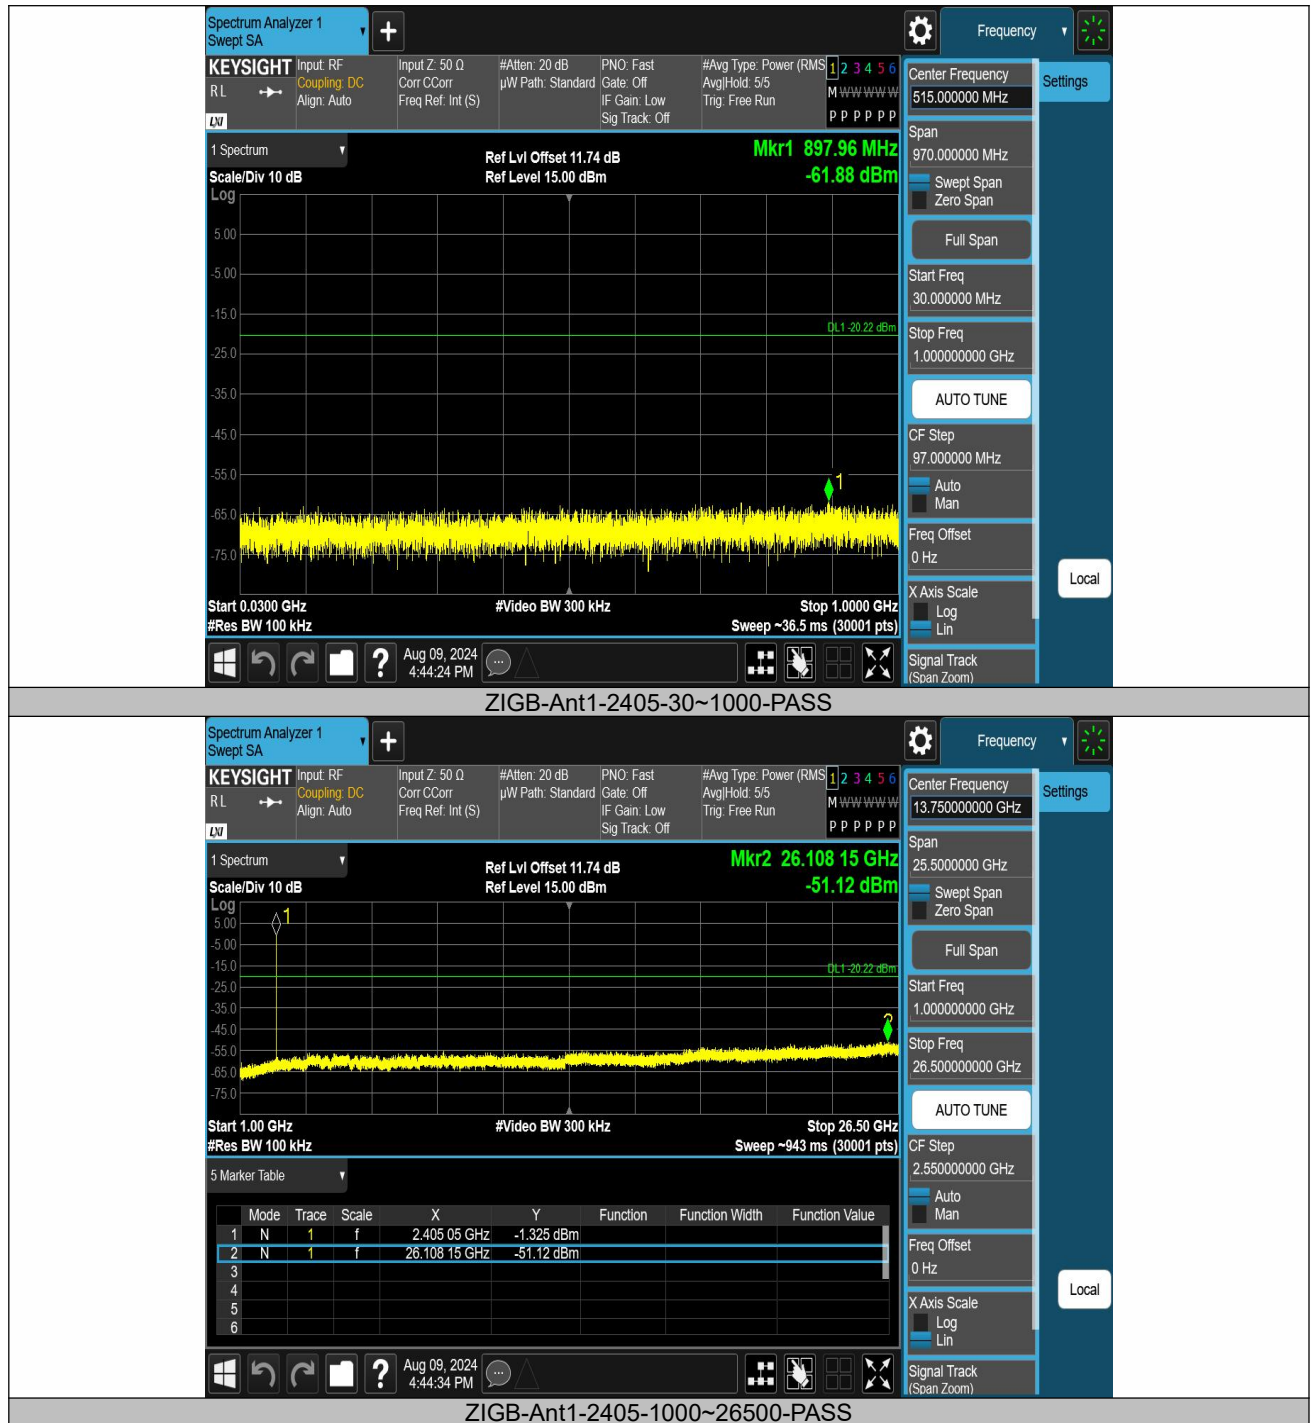 Spectrum Analyzer 1
Swept SA
Frequency
KEYSIGHT Input: RF Input Z: 50 Ω #Atten: 20 dB PNO: Fast #Avg Type: Power (RMS 1 2 3 4 5 6
RL Coupling: DC Corr CCorr µW Path: Standard Gate: Off Avg|Hold: 5/5 M W W W W W
Align: Auto Freq Ref: Int (S) IF Gain: Low Trig: Free Run
LXI Sig Track: Off P P P P P P
Center Frequency
515.000000 MHz
Settings
Span
970.000000 MHz
Swept Span
Zero Span
Full Span
Start Freq
30.000000 MHz
Stop Freq
1.000000000 GHz
AUTO TUNE
CF Step
97.000000 MHz
Auto
Man
Freq Offset
0 Hz
X Axis Scale
Log
Lin
Local
Signal Track
(Span Zoom)
1 Spectrum
Scale/Div 10 dB
Ref Lvl Offset 11.74 dB
Ref Level 15.00 dBm
Mkr1 897.96 MHz
-61.88 dBm
Log
5.00
-5.00
-15.0
DL1 -20.22 dBm
-25.0
-35.0
-45.0
-55.0
1
-65.0
-75.0
Start 0.0300 GHz #Video BW 300 kHz Stop 1.0000 GHz
#Res BW 100 kHz Sweep ~36.5 ms (30001 pts)
? Aug 09, 2024
4:44:24 PM
ZIGB-Ant1-2405-30~1000-PASS
Spectrum Analyzer 1
Swept SA
Frequency
KEYSIGHT Input: RF Input Z: 50 Ω #Atten: 20 dB PNO: Fast #Avg Type: Power (RMS 1 2 3 4 5 6
RL Coupling: DC Corr CCorr µW Path: Standard Gate: Off Avg|Hold: 5/5 M W W W W W
Align: Auto Freq Ref: Int (S) IF Gain: Low Trig: Free Run
LXI Sig Track: Off P P P P P P
Center Frequency
13.750000000 GHz
Settings
Span
25.5000000 GHz
Swept Span
Zero Span
Full Span
Start Freq
1.000000000 GHz
Stop Freq
26.500000000 GHz
AUTO TUNE
CF Step
2.550000000 GHz
Auto
Man
Freq Offset
0 Hz
X Axis Scale
Log
Lin
Local
Signal Track
(Span Zoom)
1 Spectrum
Scale/Div 10 dB
Ref Lvl Offset 11.74 dB
Ref Level 15.00 dBm
Mkr2 26.108 15 GHz
-51.12 dBm
Log
1
5.00
-5.00
-15.0
DL1 -20.22 dBm
-25.0
-35.0
2
-45.0
-55.0
-65.0
-75.0
Start 1.00 GHz #Video BW 300 kHz Stop 26.50 GHz
#Res BW 100 kHz Sweep ~943 ms (30001 pts)
5 Marker Table
Mode Trace Scale X Y Function Function Width Function Value
1 N 1 f 2.405 05 GHz -1.325 dBm
2 N 1 f 26.108 15 GHz -51.12 dBm
3
4
5
6
? Aug 09, 2024
4:44:34 PM
ZIGB-Ant1-2405-1000~26500-PASS